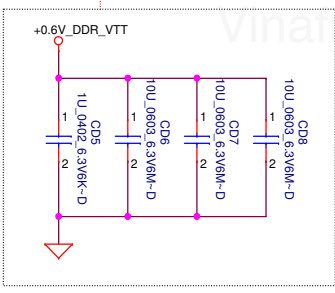 Vinaf
+0.6V_DDR_VTT
1
2
CD5
1U_0402_6.3V6K~D
1
2
CD6
10U_0603_6.3V6M~D
1
2
CD7
10U_0603_6.3V6M~D
1
2
CD8
10U_0603_6.3V6M~D